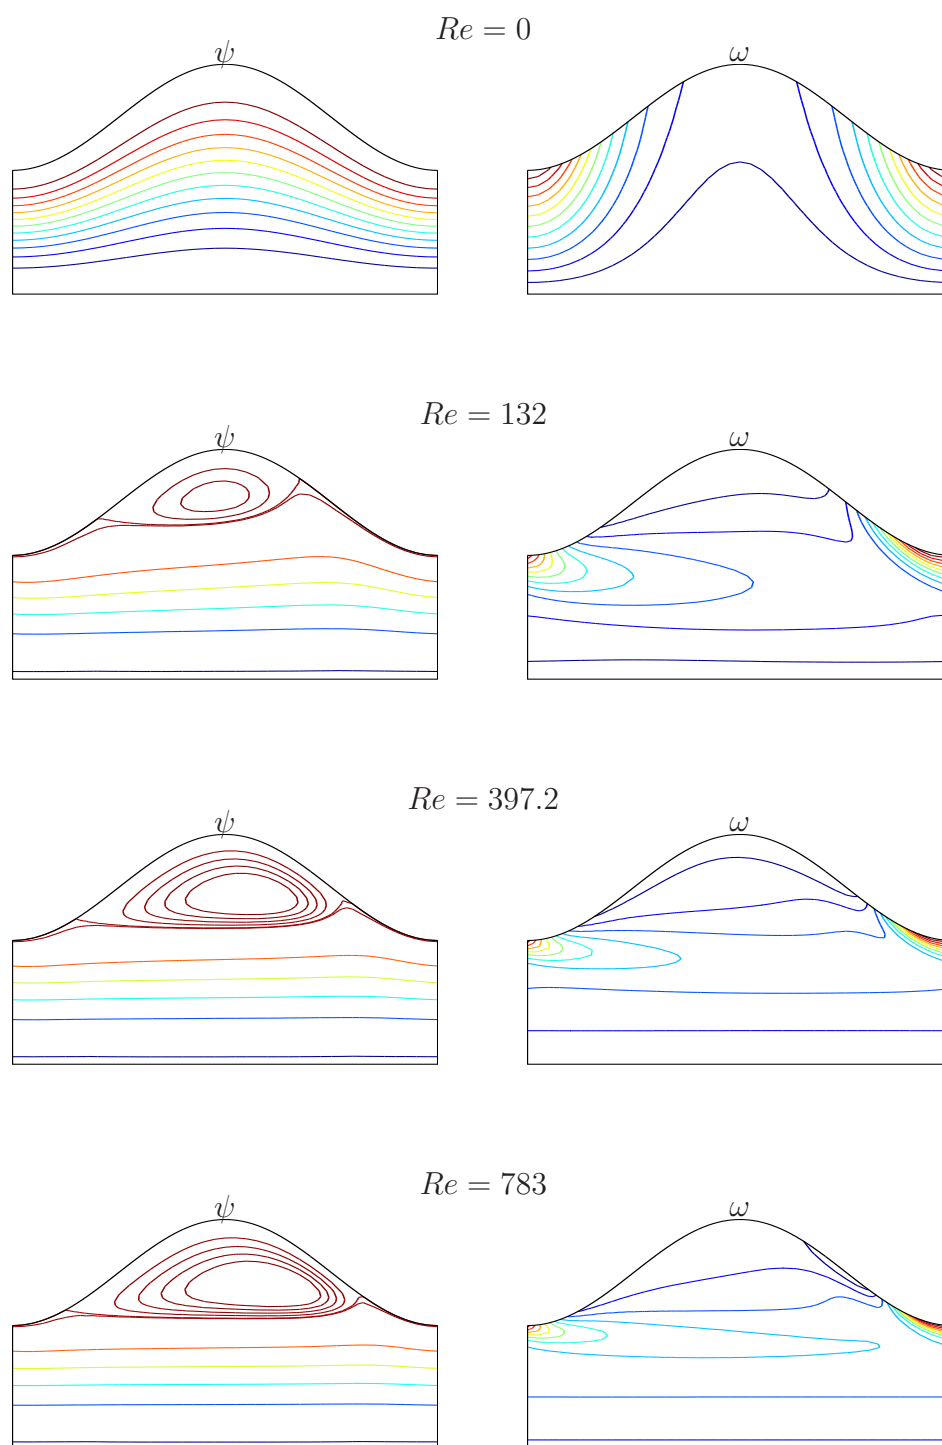 Re = 0
ψ ω
Re = 132
ψ ω
Re = 397.2
ψ ω
Re = 783
ψ ω